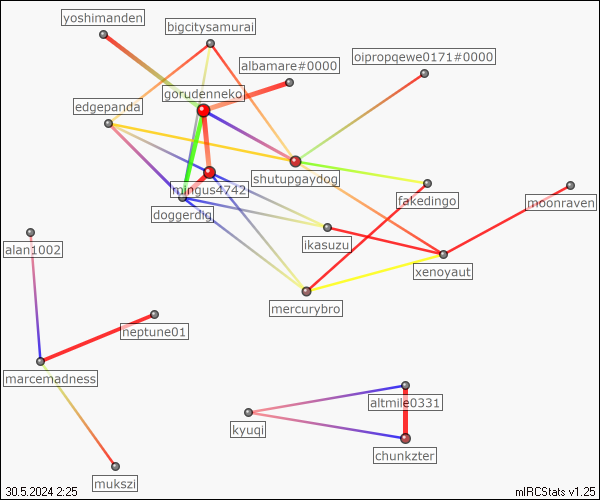 yoshimanden
bigcitysamurai
oipropqewe0171#0000
albamare#0000
gorudenneko
edgepanda
shutupgaydog
mingus4742
fakedingo
moonraven
doggerdig
ikasuzu
alan1002
xenoyaut
mercurybro
neptune01
marcemadness
altmile0331
kyuqi
chunkzter
mukszi
30.5.2024 2:25
mIRCStats v1.25